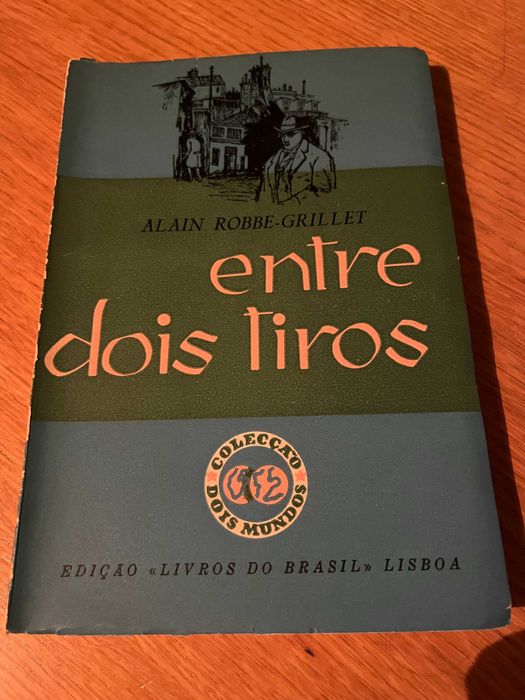 ALAIN ROBBE-GRILLET
entre
dois tiros
COLECÇÃO
DOIS MUNDOS
EDIÇÃO «LIVROS DO BRASIL» LISBOA